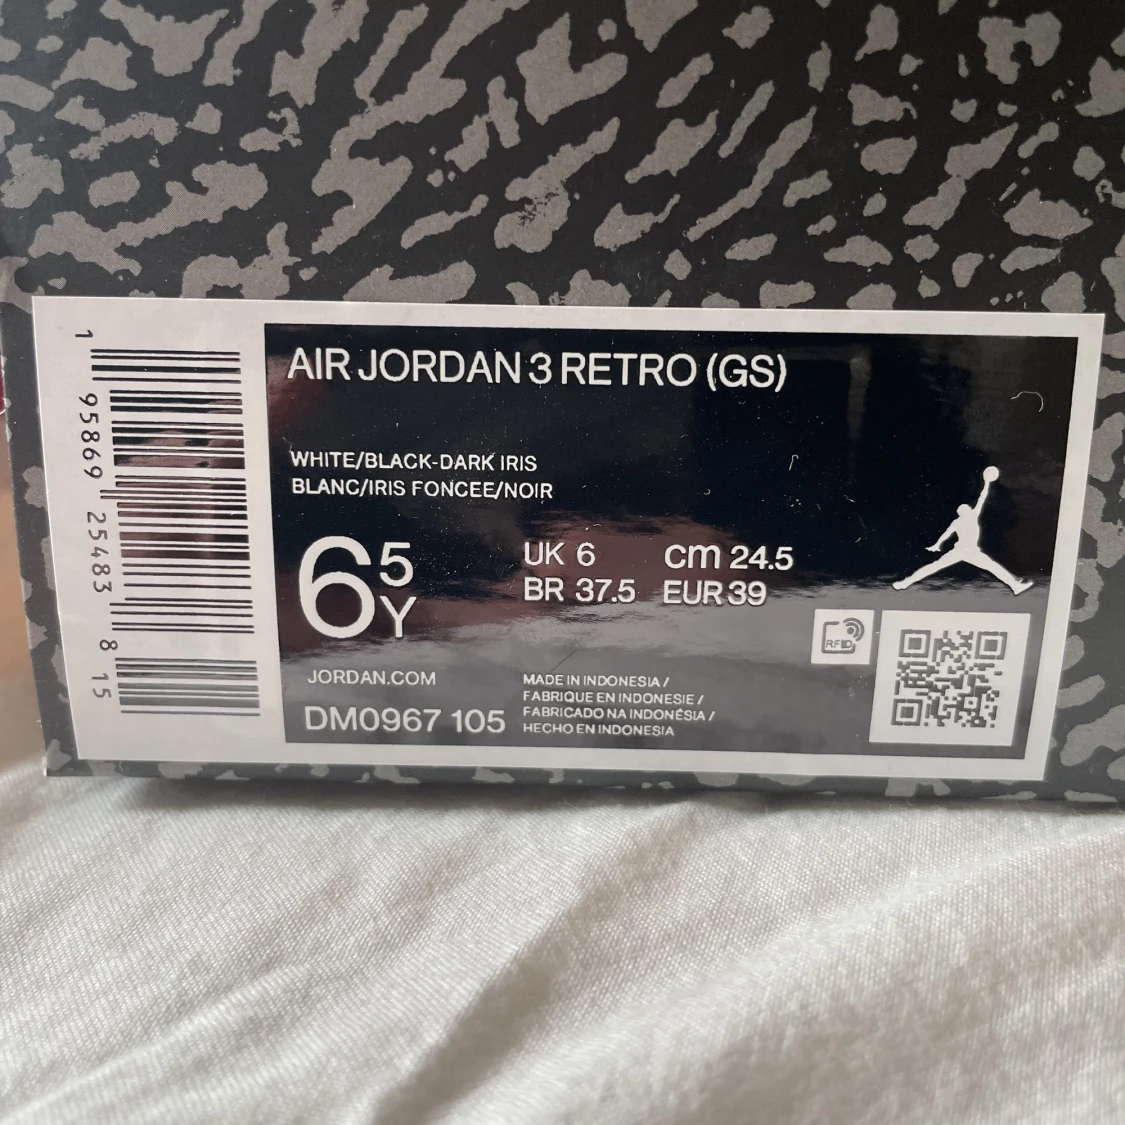 AIR JORDAN 3 RETRO (GS)
WHITE/BLACK-DARK IRIS
BLANC/IRIS FONCEE/NOIR
6 5 Y
UK 6 cm 24.5
BR 37.5 EUR 39
JORDAN.COM
DM0967 105
MADE IN INDONESIA /
FABRIQUE EN INDONESIE /
FABRICADO NA INDONÉSIA /
HECHO EN INDONESIA
RFID
1 95869 25483 8 15